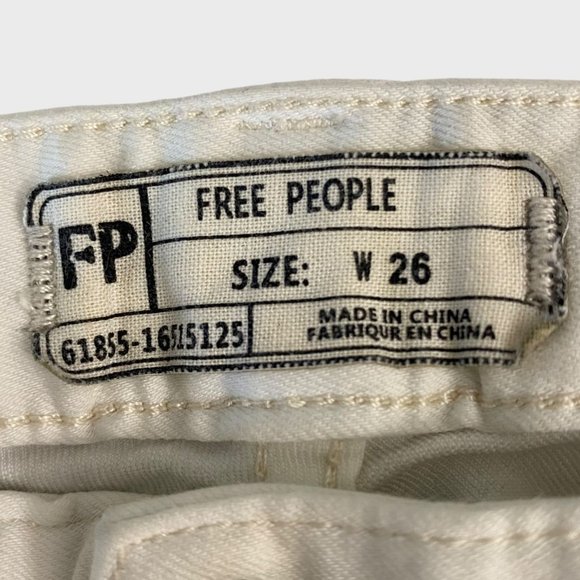 FP
FREE PEOPLE
SIZE: W 26
61855-16515125
MADE IN CHINA
FABRIQUR EN CHINA